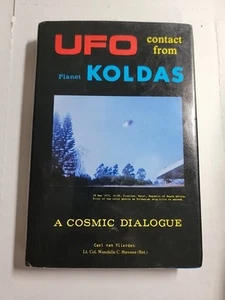 UFO contact
from
Planet KOLDAS
A COSMIC DIALOGUE
Carl van Vlierden
Lt. Col. Wendelle C. Stevens (Ret.)